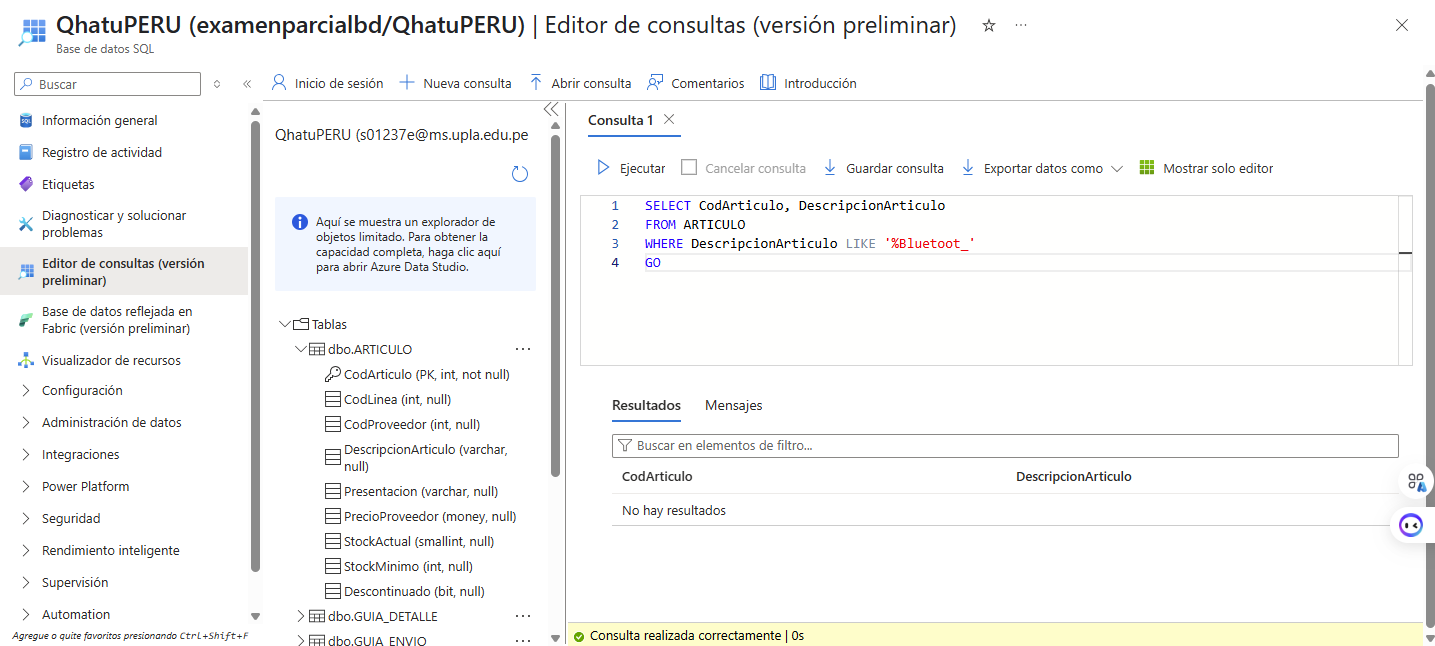 QhatuPERU (examenparcialbd/QhatuPERU) | Editor de consultas (versión preliminar)
Base de datos SQL
Buscar
Información general
Registro de actividad
Etiquetas
Diagnosticar y solucionar
problemas
Editor de consultas (versión
preliminar)
Base de datos reflejada en
Fabric (versión preliminar)
Visualizador de recursos
Configuración
Administración de datos
Integraciones
Power Platform
Seguridad
Rendimiento inteligente
Supervisión
Automation
Agregue o quite favoritos presionando Ctrl+Shift+F
Inicio de sesión
Nueva consulta
Abrir consulta
Comentarios
Introducción
QhatuPERU (s01237e@ms.upla.edu.pe
Aquí se muestra un explorador de
objetos limitado. Para obtener la
capacidad completa, haga clic aquí
para abrir Azure Data Studio.
Tablas
dbo.ARTICULO
CodArticulo (PK, int, not null)
CodLinea (int, null)
CodProveedor (int, null)
DescripcionArticulo (varchar,
null)
Presentacion (varchar, null)
PrecioProveedor (money, null)
StockActual (smallint, null)
StockMinimo (int, null)
Descontinuado (bit, null)
dbo.GUIA_DETALLE
dbo.GUIA_ENVIO
Consulta 1
Ejecutar
Cancelar consulta
Guardar consulta
Exportar datos como
Mostrar solo editor
1 SELECT CodArticulo, DescripcionArticulo
2 FROM ARTICULO
3 WHERE DescripcionArticulo LIKE '%Bluetoot_'
4 GO
Resultados
Mensajes
Buscar en elementos de filtro...
CodArticulo DescripcionArticulo
No hay resultados
Consulta realizada correctamente | 0s